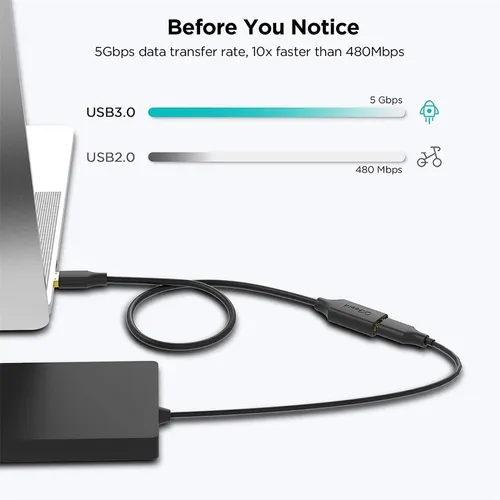 Before You Notice
5Gbps data transfer rate, 10x faster than 480Mbps
5 Gbps
USB3.0
USB2.0
480 Mbps